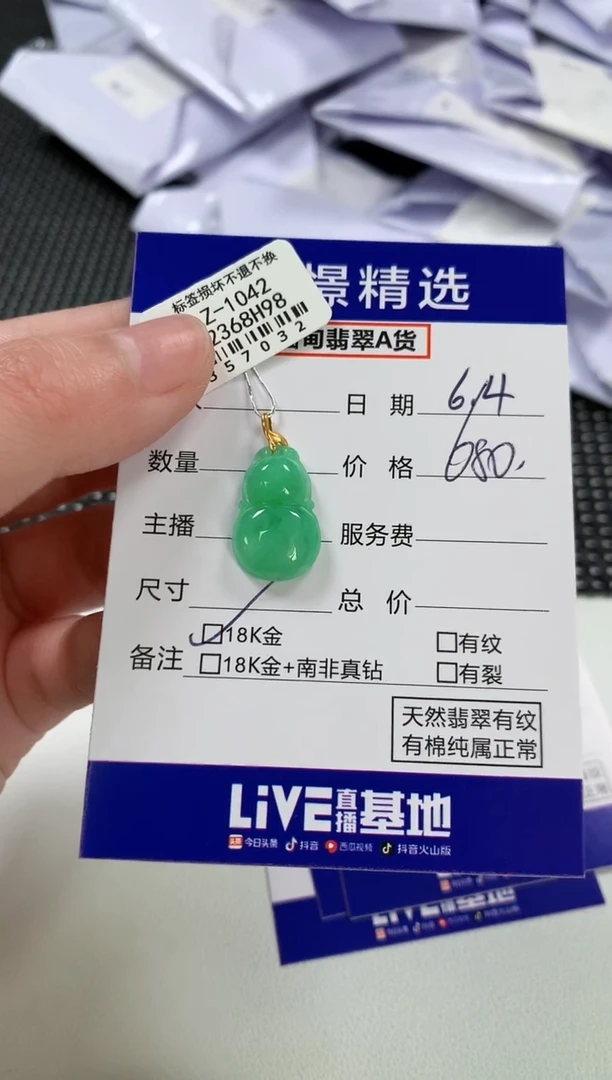 标签损坏不退不换
Z-1042
2368H98
357032
憬精选
甸翡翠A货
日 期 6.4
数量 价 格 680.
主播 服务费
尺寸 总 价
备注 18K金 有纹
18K金+南非真钻 有裂
天然翡翠有纹
有棉纯属正常
LiVE直播基地
今日头条 抖音 西瓜视频 抖音火山版
LiVE